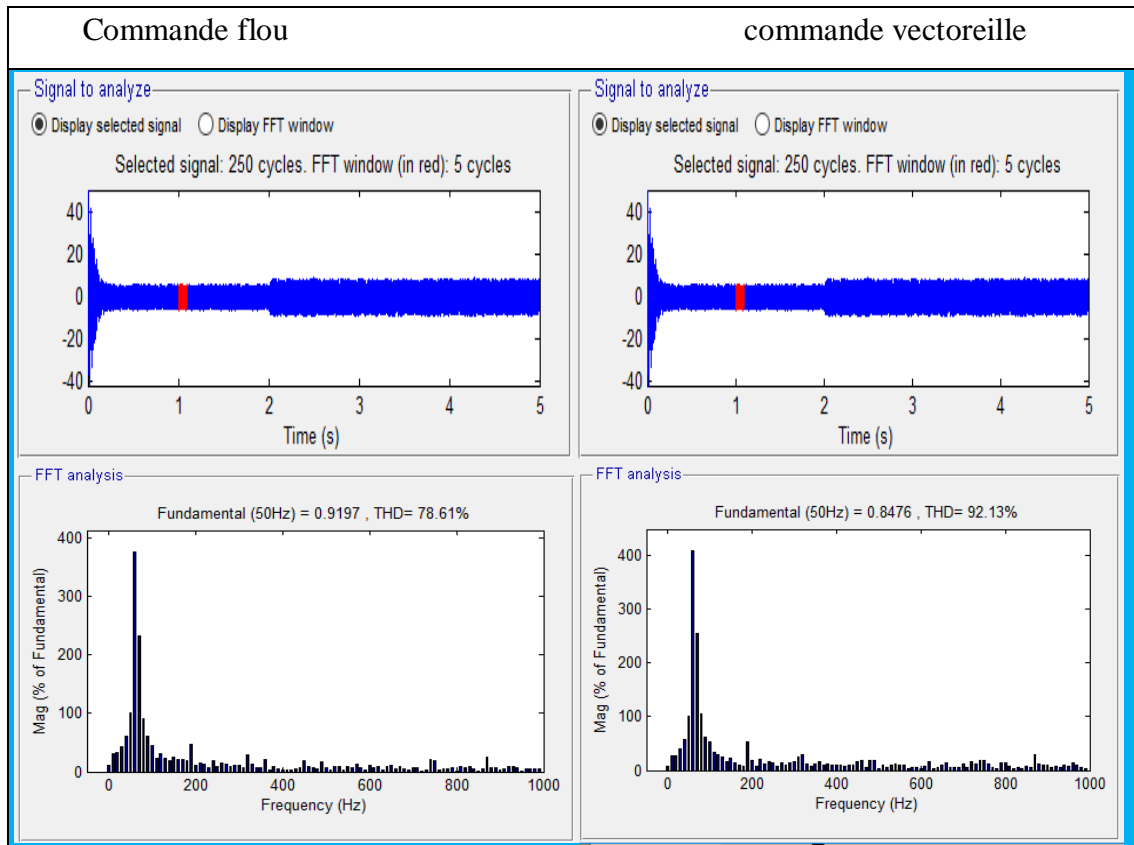 Commande flou
commande vectoreille
Signal to analyze
Display selected signal
Display FFT window
Selected signal: 250 cycles. FFT window (in red): 5 cycles
40
20
0
-20
-40
0 1 2 3 4 5
Time (s)
FFT analysis
Fundamental (50Hz) = 0.9197 , THD= 78.61%
Mag (% of Fundamental)
400
300
200
100
0
0 200 400 600 800 1000
Frequency (Hz)
Signal to analyze
Display selected signal
Display FFT window
Selected signal: 250 cycles. FFT window (in red): 5 cycles
40
20
0
-20
-40
0 1 2 3 4 5
Time (s)
FFT analysis
Fundamental (50Hz) = 0.8476 , THD= 92.13%
Mag (% of Fundamental)
400
300
200
100
0
0 200 400 600 800 1000
Frequency (Hz)